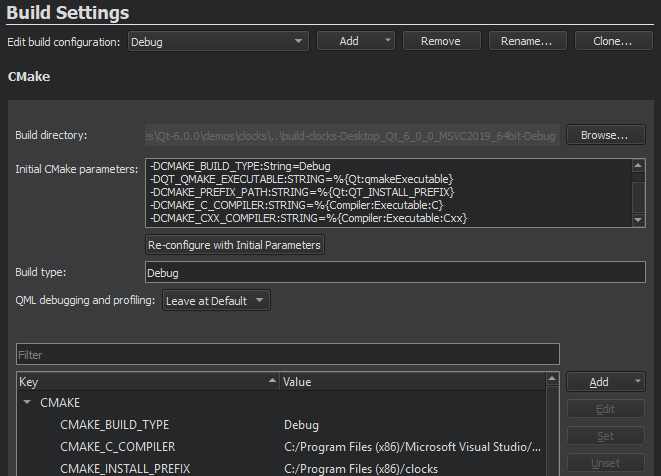 Build Settings
Edit build configuration: Debug Add Remove Rename... Clone...
CMake
Build directory: es\Qt-6.0.0\demos\clocks\..\build-clocks-Desktop_Qt_6_0_0_MSVC2019_64bit-Debug Browse...
Initial CMake parameters: -DCMAKE_BUILD_TYPE:String=Debug
-DQT_QMAKE_EXECUTABLE:STRING=%{Qt:qmakeExecutable}
-DCMAKE_PREFIX_PATH:STRING=%{Qt:QT_INSTALL_PREFIX}
-DCMAKE_C_COMPILER:STRING=%{Compiler:Executable:C}
-DCMAKE_CXX_COMPILER:STRING=%{Compiler:Executable:Cxx}
Re-configure with Initial Parameters
Build type: Debug
QML debugging and profiling: Leave at Default
Filter
Key Value Add
CMAKE
CMAKE_BUILD_TYPE Debug Edit
CMAKE_C_COMPILER C:/Program Files (x86)/Microsoft Visual Studio/... Set
CMAKE_INSTALL_PREFIX C:/Program Files (x86)/clocks Unset